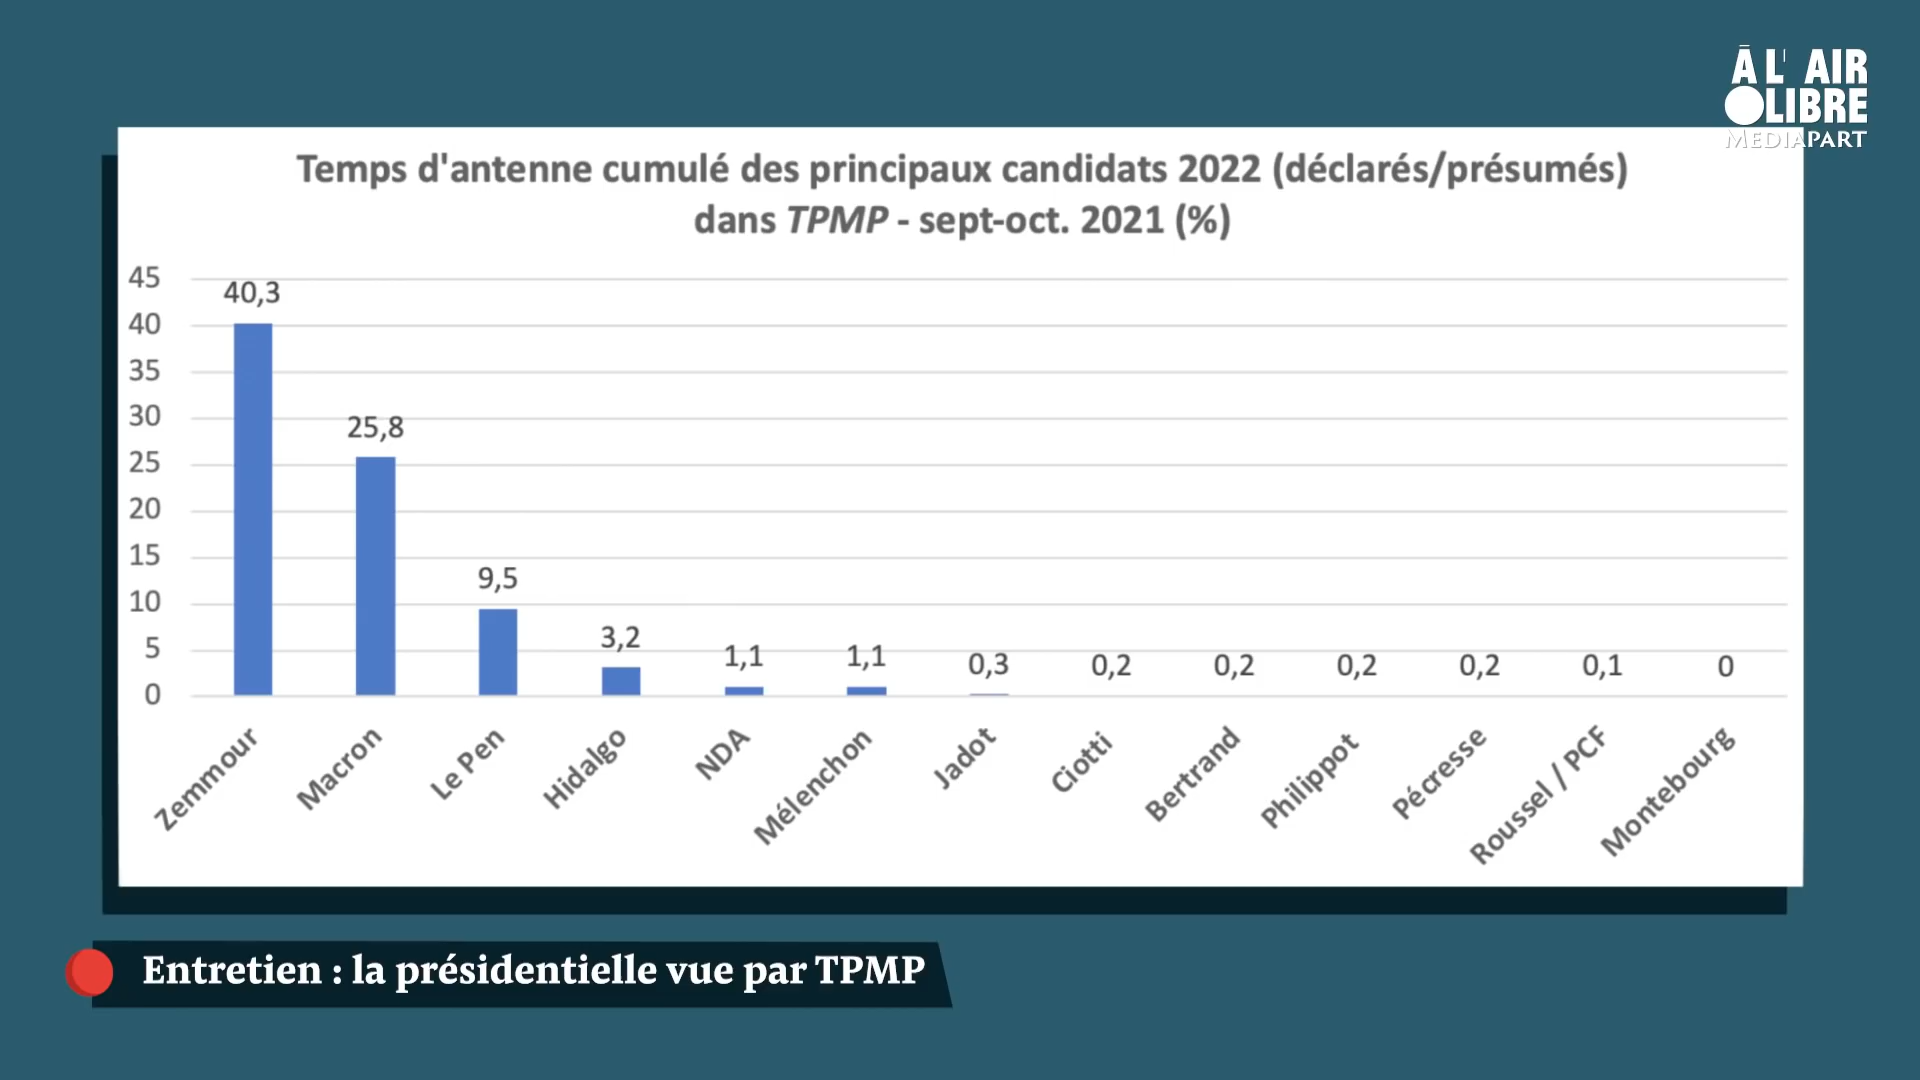 À L' AIR
LIBRE
MEDIAPART
Temps d'antenne cumulé des principaux candidats 2022 (déclarés/présumés)
dans TPMP - sept-oct. 2021 (%)
45
40
35
30
25
20
15
10
5
0
40,3
25,8
9,5
3,2
1,1
1,1
0,3
0,2
0,2
0,2
0,2
0,1
0
Zemmour
Macron
Le Pen
Hidalgo
NDA
Mélenchon
Jadot
Ciotti
Bertrand
Philippot
Pécresse
Roussel / PCF
Montebourg
Entretien : la présidentielle vue par TPMP